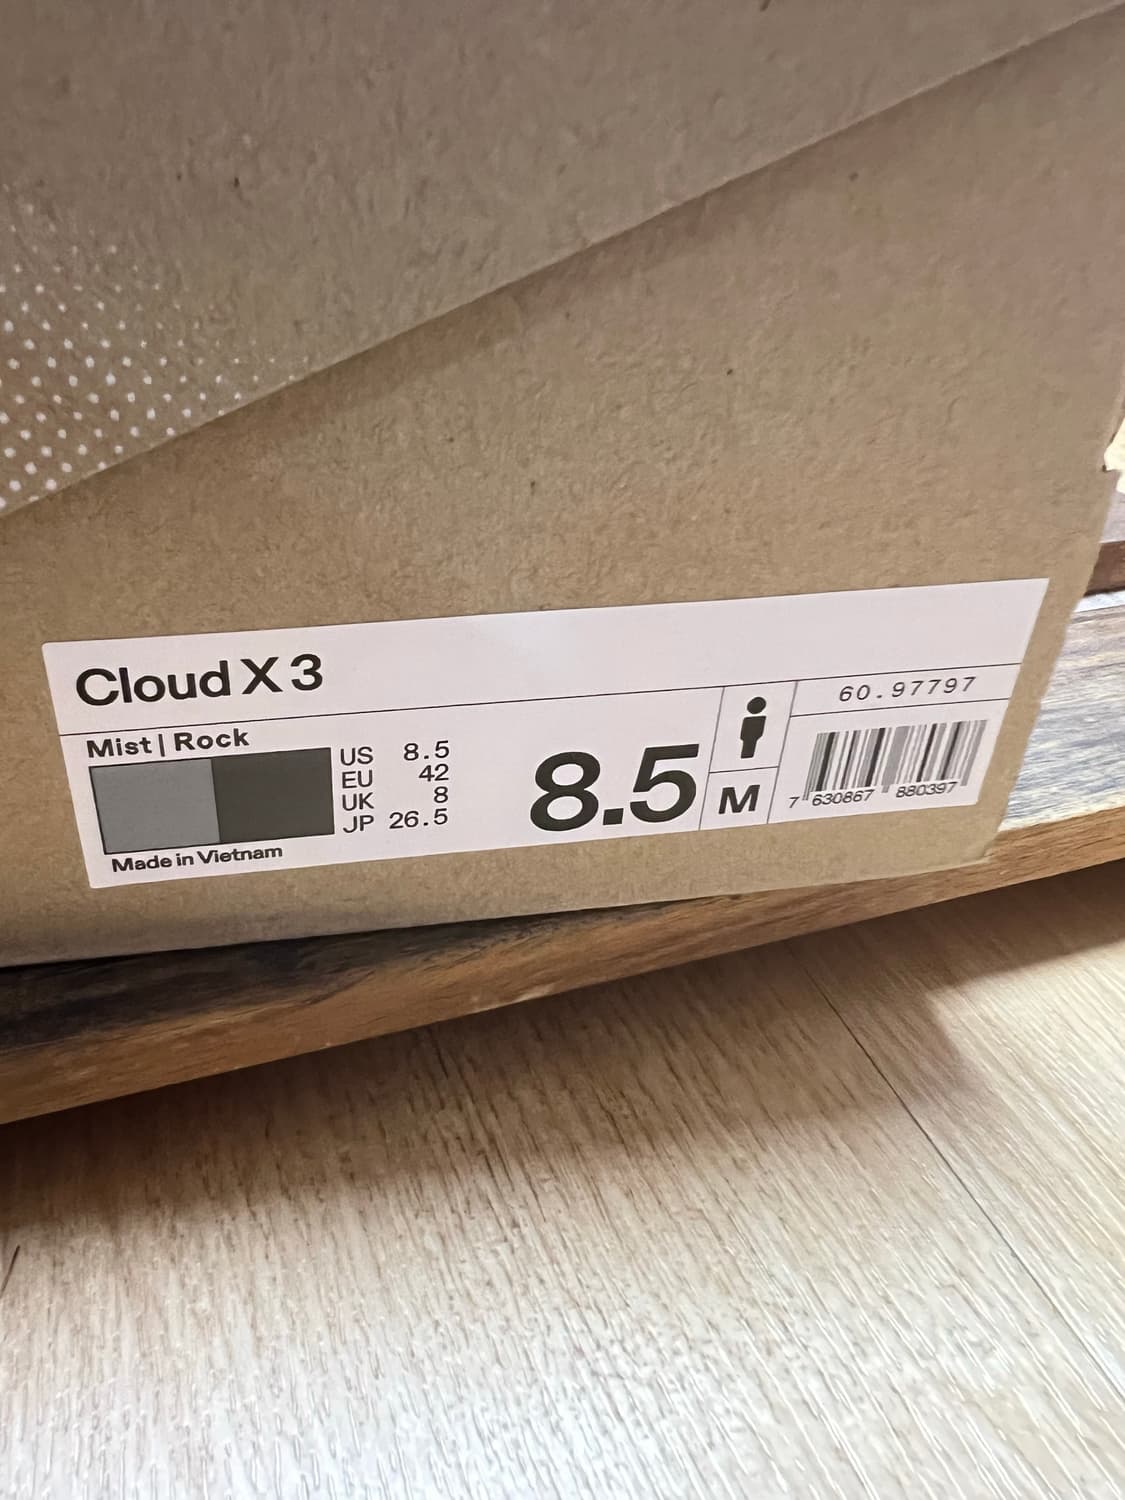 Cloud X 3
60.97797
Mist | Rock
US 8.5
EU 42
UK 8
JP 26.5
8.5
M
7 630867 880397
Made in Vietnam